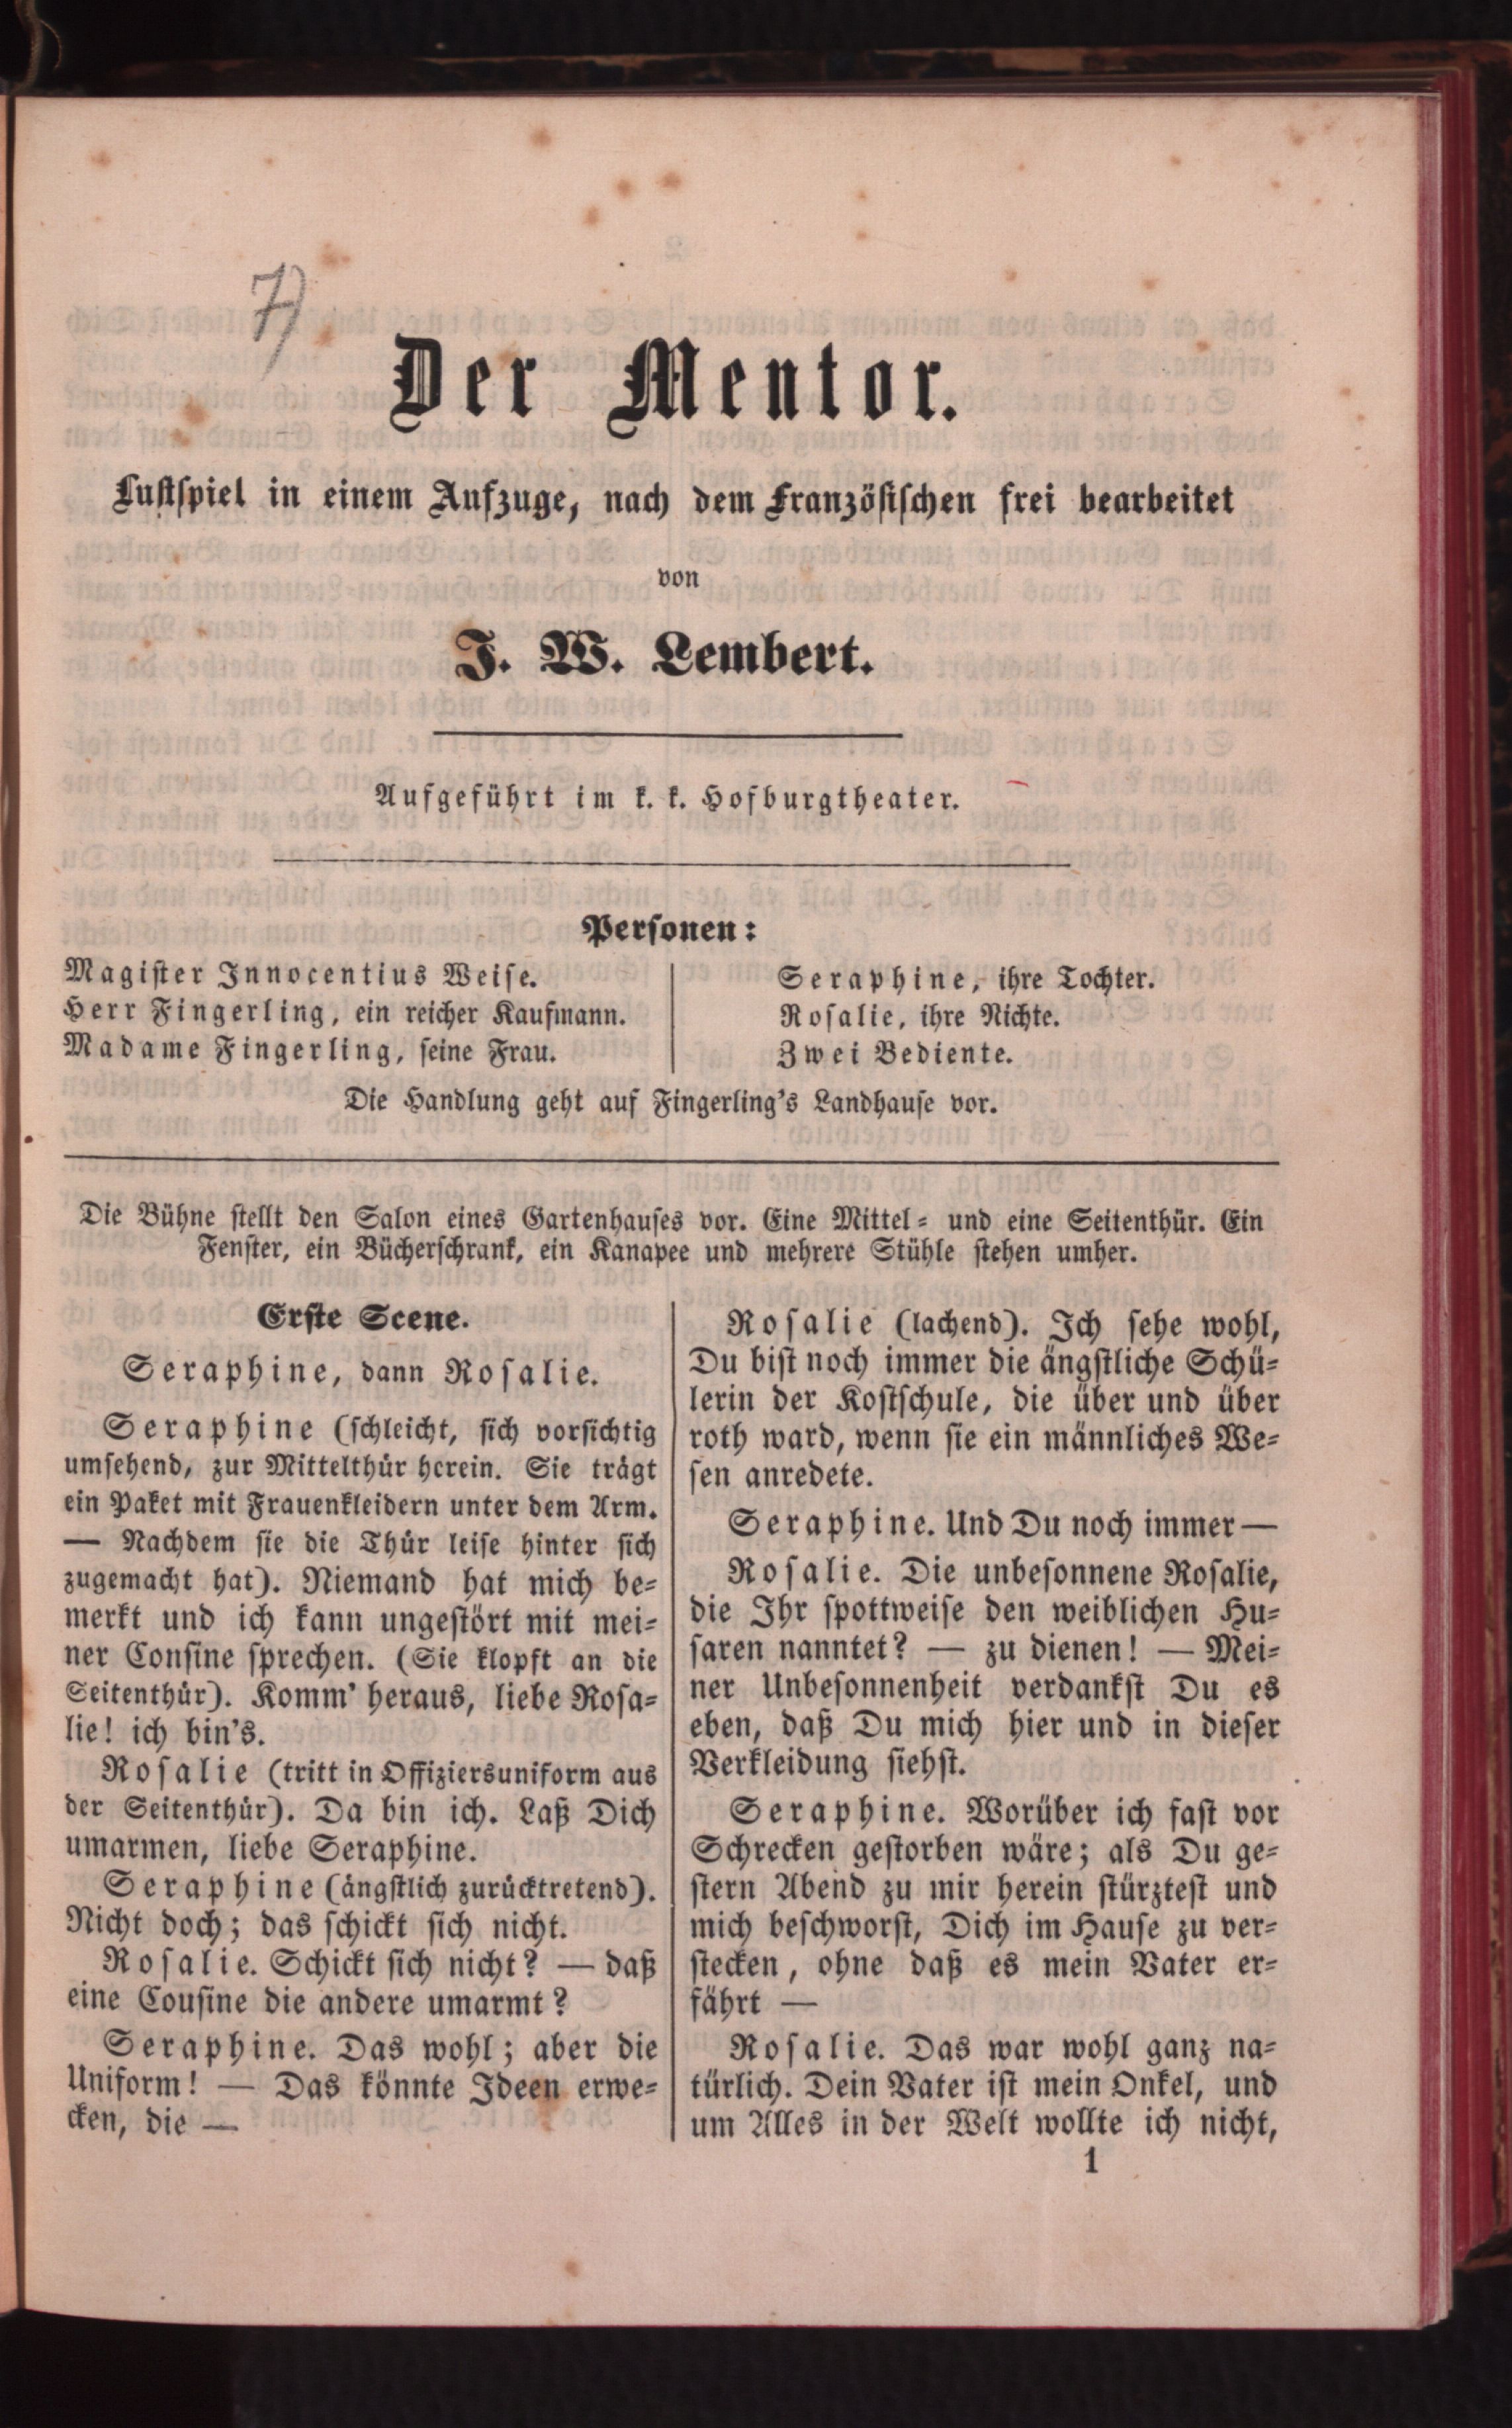 7)
Der Mentor.
Lustspiel in einem Aufzuge, nach dem Französischen frei bearbeitet
von
J. W. Lembert.
Aufgeführt im k. k. Hofburgtheater.
Personen:
Magister Innocentius Weise.
Herr Fingerling, ein reicher Kaufmann.
Madame Fingerling, seine Frau.
Seraphine, ihre Tochter.
Rosalie, ihre Nichte.
Zwei Bediente.
Die Handlung geht auf Fingerling's Landhause vor.
Die Bühne stellt den Salon eines Gartenhauses vor. Eine Mittel- und eine Seitenthür. Ein
Fenster, ein Bücherschrank, ein Kanapee und mehrere Stühle stehen umher.
Erste Scene.
Seraphine, dann Rosalie.
Seraphine (schleicht, sich vorsichtig
umsehend, zur Mittelthür herein. Sie trägt
ein Paket mit Frauenkleidern unter dem Arm.
— Nachdem sie die Thür leise hinter sich
zugemacht hat). Niemand hat mich be-
merkt und ich kann ungestört mit mei-
ner Consine sprechen. (Sie klopft an die
Seitenthür). Komm' heraus, liebe Rosa-
lie! ich bin's.
Rosalie (tritt in Offiziersuniform aus
der Seitenthür). Da bin ich. Laß Dich
umarmen, liebe Seraphine.
Seraphine (ängstlich zurücktretend).
Nicht doch; das schickt sich nicht.
Rosalie. Schickt sich nicht? — daß
eine Cousine die andere umarmt?
Seraphine. Das wohl; aber die
Uniform! — Das könnte Ideen erwe-
cken, die —
Rosalie (lachend). Ich sehe wohl,
Du bist noch immer die ängstliche Schü-
lerin der Kostschule, die über und über
roth ward, wenn sie ein männliches We-
sen anredete.
Seraphine. Und Du noch immer —
Rosalie. Die unbesonnene Rosalie,
die Ihr spottweise den weiblichen Hu-
saren nanntet? — zu dienen! — Mei-
ner Unbesonnenheit verdankst Du es
eben, daß Du mich hier und in dieser
Verkleidung siehst.
Seraphine. Worüber ich fast vor
Schrecken gestorben wäre; als Du ge-
stern Abend zu mir herein stürztest und
mich beschworst, Dich im Hause zu ver-
stecken, ohne daß es mein Vater er-
fährt —
Rosalie. Das war wohl ganz na-
türlich. Dein Vater ist mein Onkel, und
um Alles in der Welt wollte ich nicht,
1